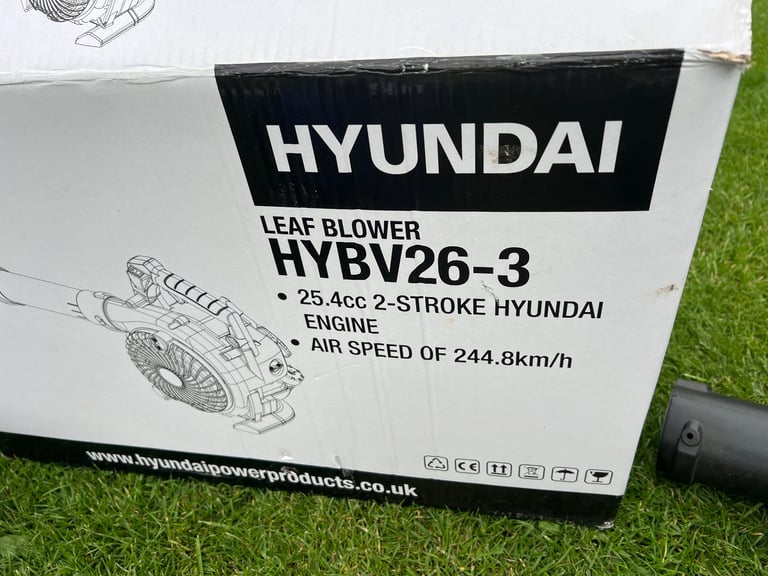 HYUNDAI
LEAF BLOWER
HYBV26-3
• 25.4cc 2-STROKE HYUNDAI
ENGINE
• AIR SPEED OF 244.8km/h
www.hyundaipowerproducts.co.uk
CE